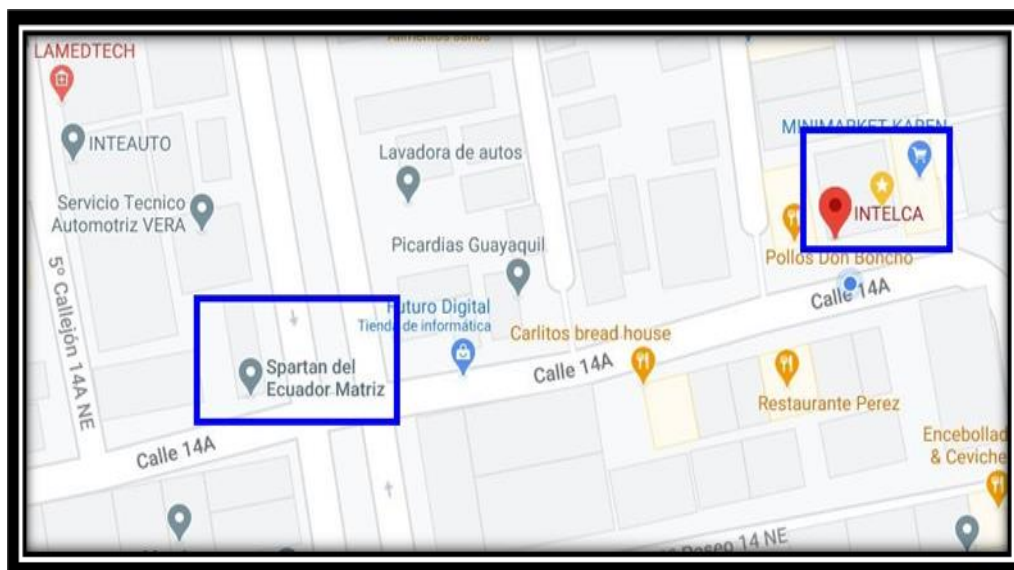 LAMEDTECH
INTEAUTO
Servicio Tecnico
Automotriz VERA
5º Callejón 14A NE
Lavadora de autos
Picardias Guayaquil
MINIMARKET KAREN
INTELCA
Pollos Don Boncho
Calle 14A
Futuro Digital
Tienda de informática
Carlitos bread house
Calle 14A
Spartan del
Ecuador Matriz
Restaurante Perez
Calle 14A
Encebollad
& Ceviche
Paseo 14 NE